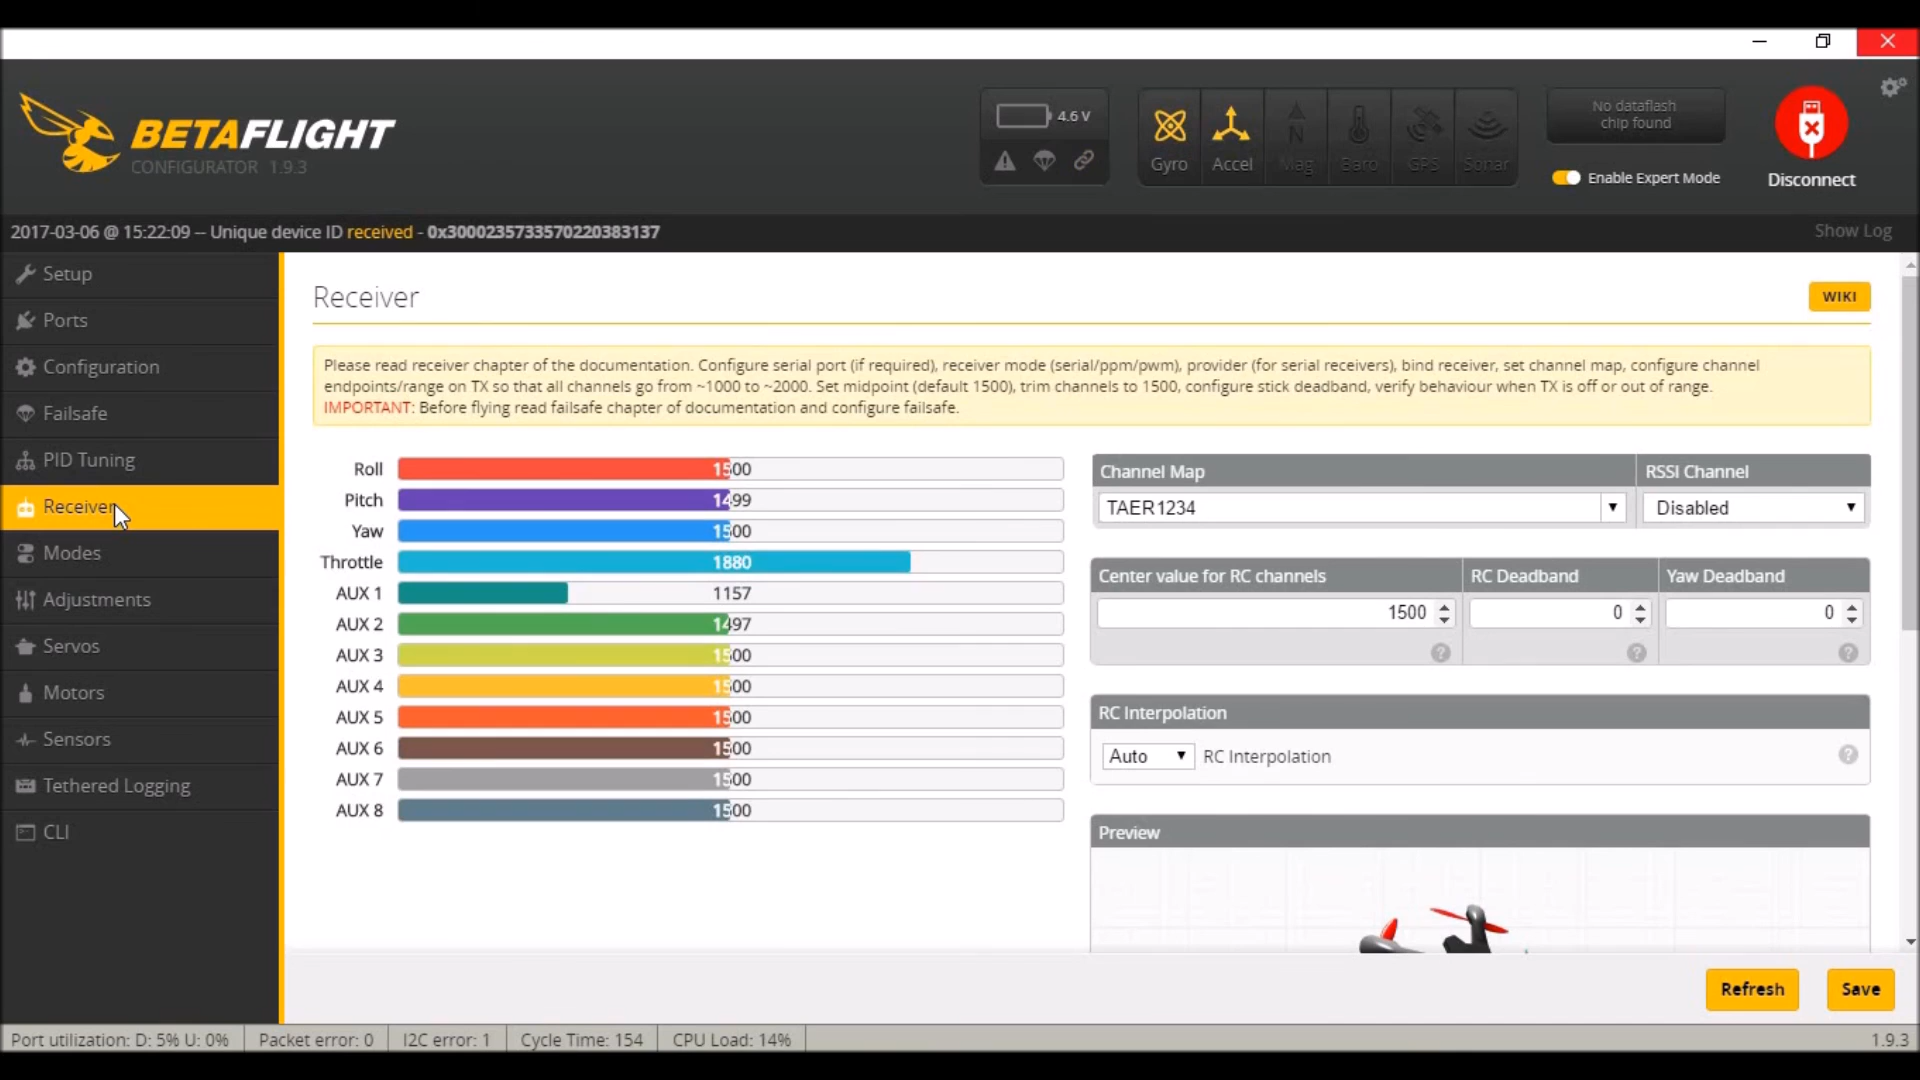 BETAFLIGHT
CONFIGURATOR 1.9.3
4.6 V
Gyro
Accel
Mag
Baro
GPS
Sonar
No dataflash
chip found
Enable Expert Mode
Disconnect
2017-03-06 @ 15:22:09 -- Unique device ID received - 0x3000235733570220383137
Show Log
Setup
Ports
Configuration
Failsafe
PID Tuning
Receiver
Modes
Adjustments
Servos
Motors
Sensors
Tethered Logging
CLI
Receiver
WIKI
Please read receiver chapter of the documentation. Configure serial port (if required), receiver mode (serial/ppm/pwm), provider (for serial receivers), bind receiver, set channel map, configure channel
endpoints/range on TX so that all channels go from ~1000 to ~2000. Set midpoint (default 1500), trim channels to 1500, configure stick deadband, verify behaviour when TX is off or out of range.
IMPORTANT: Before flying read failsafe chapter of documentation and configure failsafe.
Roll 1500
Pitch 1499
Yaw 1500
Throttle 1880
AUX 1 1157
AUX 2 1497
AUX 3 1500
AUX 4 1500
AUX 5 1500
AUX 6 1500
AUX 7 1500
AUX 8 1500
Channel Map RSSI Channel
TAER1234 Disabled
Center value for RC channels RC Deadband Yaw Deadband
1500 0 0
RC Interpolation
Auto RC Interpolation
Preview
Refresh Save
Port utilization: D: 5% U: 0% Packet error: 0 I2C error: 1 Cycle Time: 154 CPU Load: 14% 1.9.3